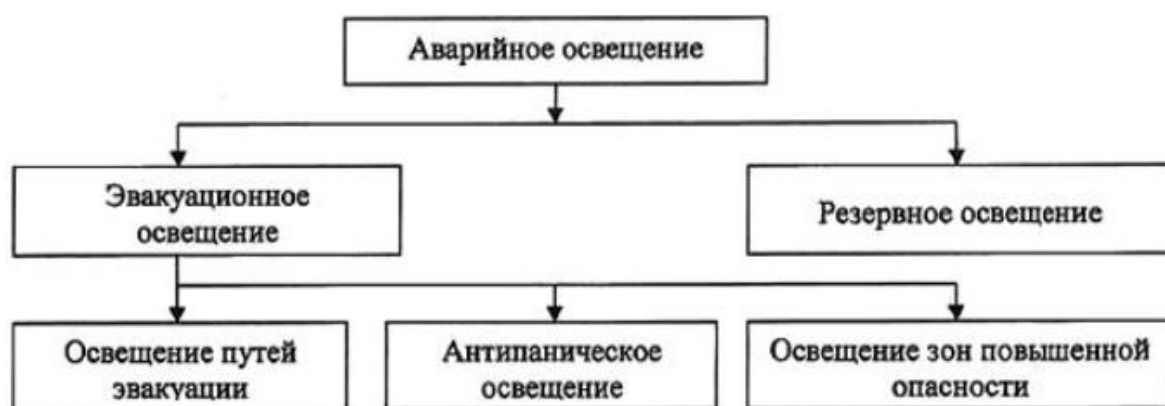 Аварийное освещение
Эвакуационное
освещение
Резервное освещение
Освещение путей
эвакуации
Антипаническое
освещение
Освещение зон повышенной
опасности